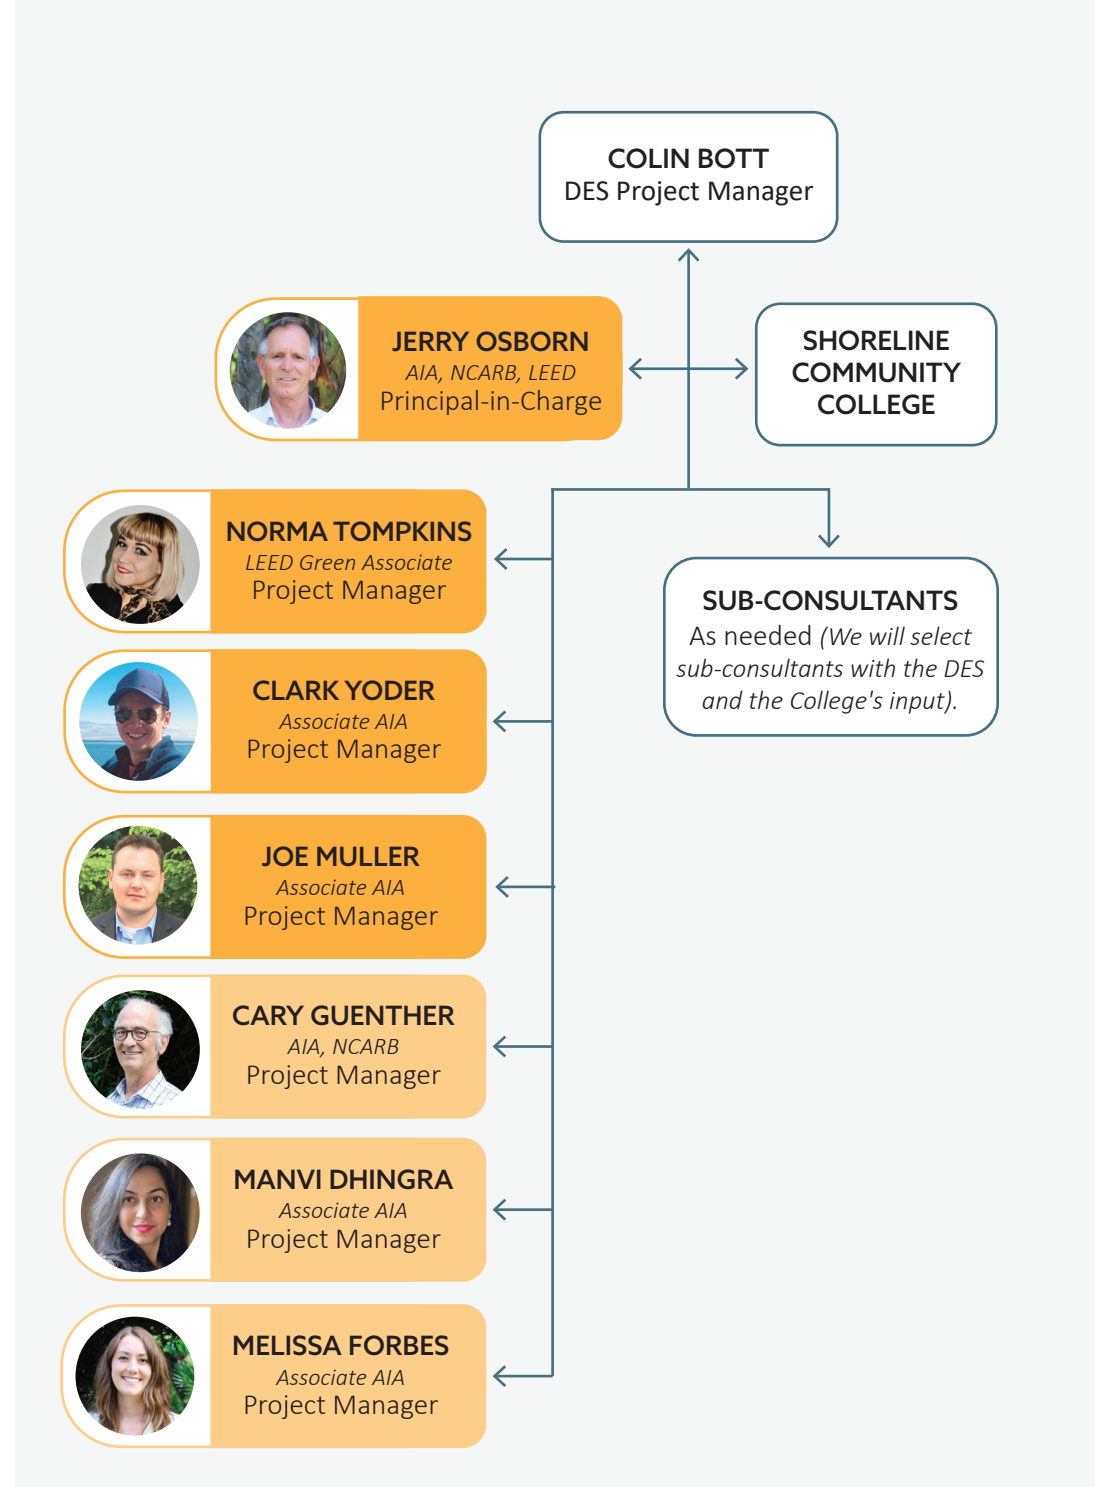 COLIN BOTT
DES Project Manager
JERRY OSBORN
AIA, NCARB, LEED
Principal-in-Charge
SHORELINE
COMMUNITY
COLLEGE
NORMA TOMPKINS
LEED Green Associate
Project Manager
SUB-CONSULTANTS
As needed (We will select
sub-consultants with the DES
and the College's input).
CLARK YODER
Associate AIA
Project Manager
JOE MULLER
Associate AIA
Project Manager
CARY GUENTHER
AIA, NCARB
Project Manager
MANVI DHINGRA
Associate AIA
Project Manager
MELISSA FORBES
Associate AIA
Project Manager